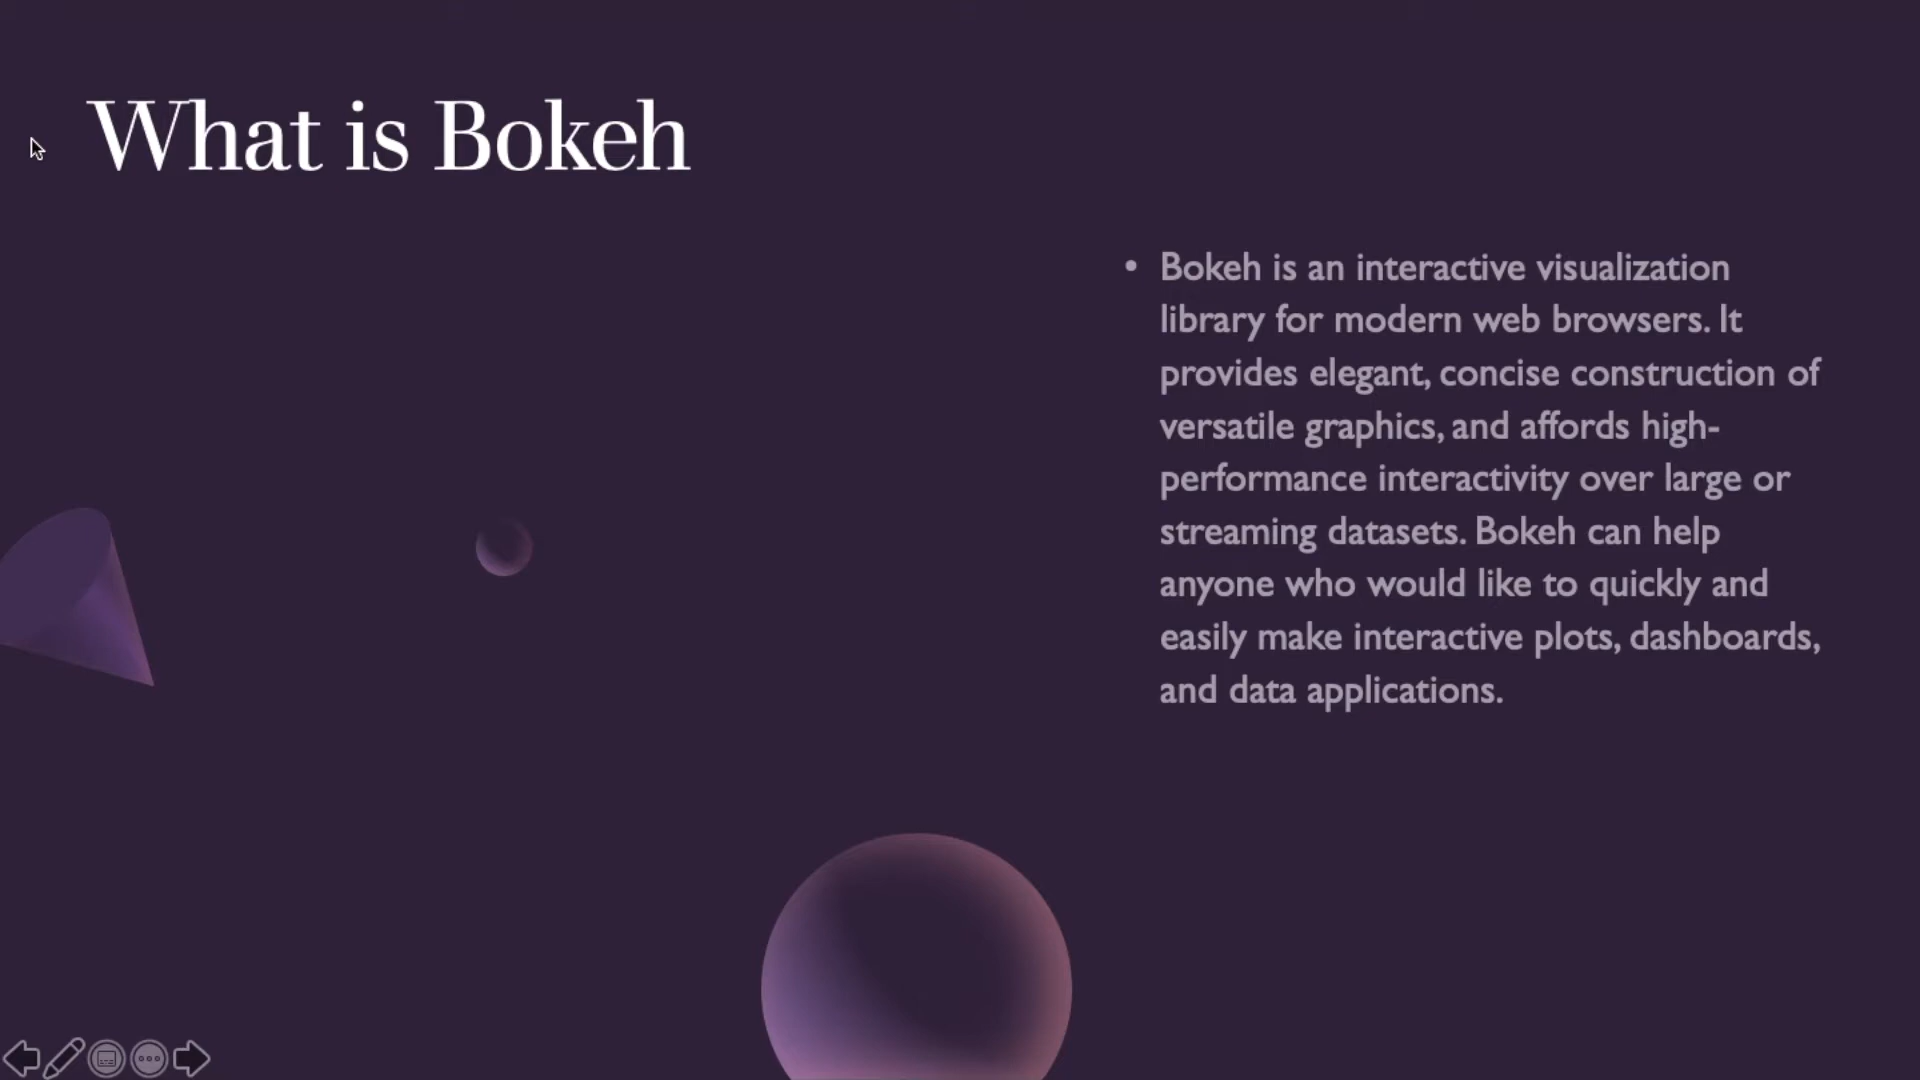 What is Bokeh
• Bokeh is an interactive visualization
library for modern web browsers. It
provides elegant, concise construction of
versatile graphics, and affords high-
performance interactivity over large or
streaming datasets. Bokeh can help
anyone who would like to quickly and
easily make interactive plots, dashboards,
and data applications.